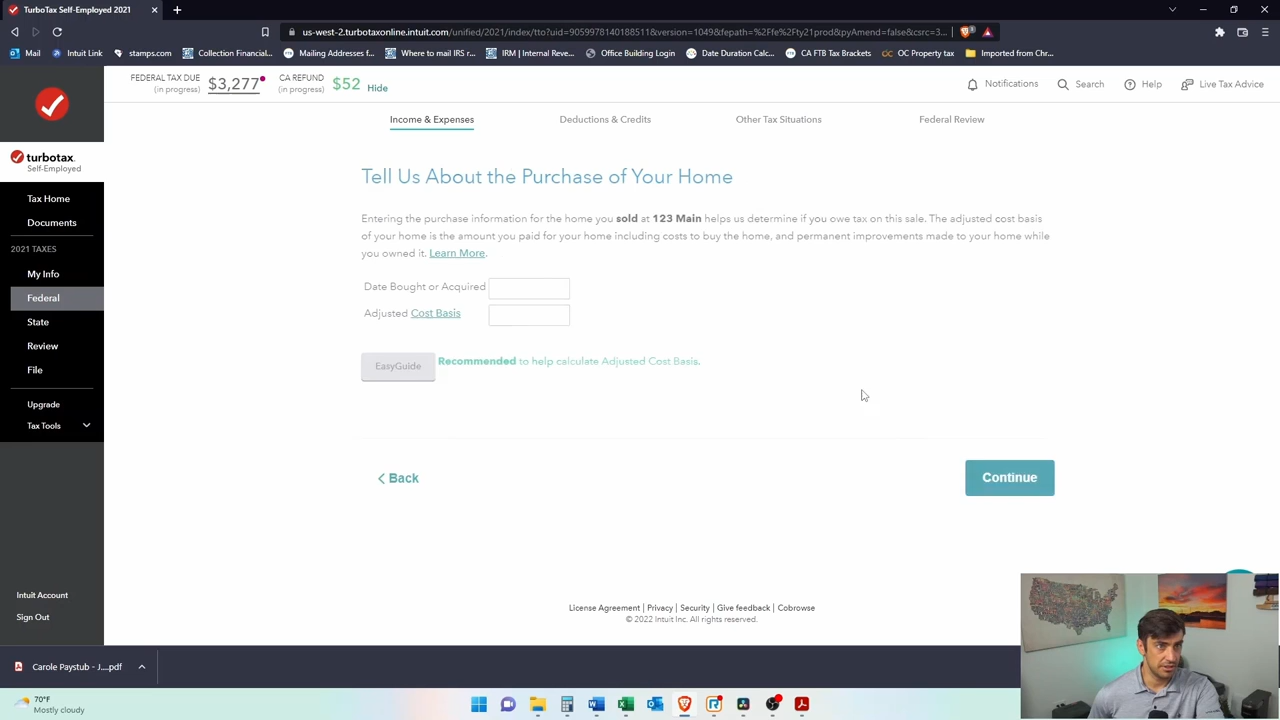 TurboTax Self-Employed 2021
us-west-2.turbotaxonline.intuit.com/unified/2021/index/tto?uid=9059978140188511&version=1049&fepath=%2Ffe%2Fty21prod&pyAmend=false&csrc=3...
Mail
Intuit Link
stamps.com
Collection Financial...
Mailing Addresses f...
Where to mail IRS r...
IRM | Internal Reven...
Office Building Login
Date Duration Calc...
CA FTB Tax Brackets
OC Property tax
Imported from Chr...
FEDERAL TAX DUE
(in progress)
$3,277
CA REFUND
(in progress)
$52
Hide
Notifications
Search
Help
Live Tax Advice
Income & Expenses
Deductions & Credits
Other Tax Situations
Federal Review
turbotax
Self-Employed
Tax Home
Documents
2021 TAXES
My Info
Federal
State
Review
File
Upgrade
Tax Tools
Intuit Account
Sign Out
Tell Us About the Purchase of Your Home
Entering the purchase information for the home you sold at 123 Main helps us determine if you owe tax on this sale. The adjusted cost basis
of your home is the amount you paid for your home including costs to buy the home, and permanent improvements made to your home while
you owned it. Learn More.
Date Bought or Acquired
Adjusted Cost Basis
EasyGuide Recommended to help calculate Adjusted Cost Basis.
Back
Continue
License Agreement | Privacy | Security | Give feedback | Cobrowse
© 2022 Intuit Inc. All rights reserved.
Carole Paystub - J....pdf
70°F
Mostly cloudy